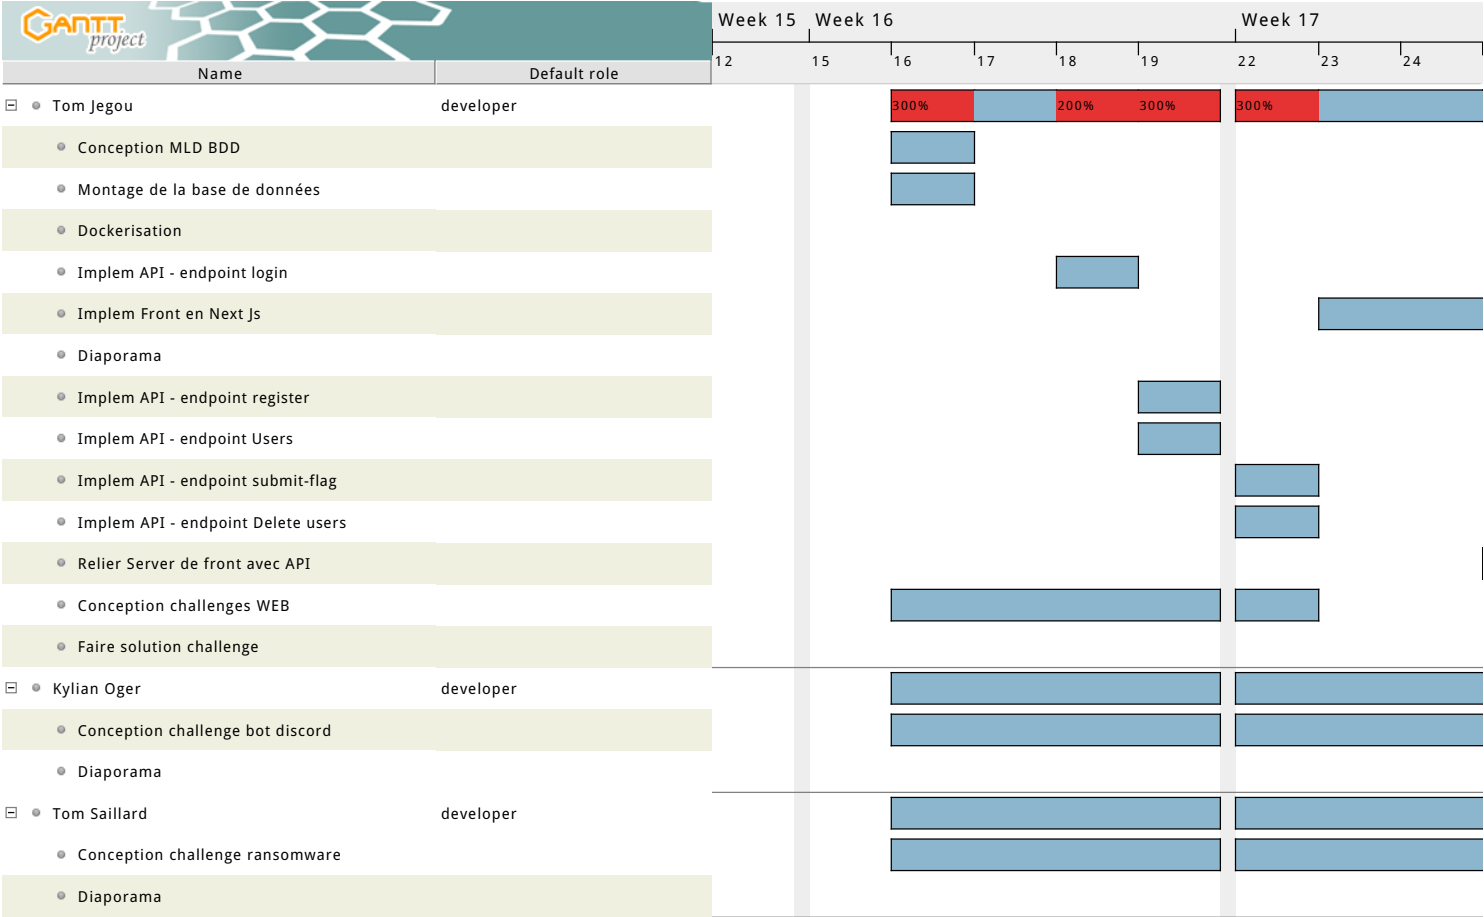 GANTT
project
Week 15 Week 16 Week 17
12 15 16 17 18 19 22 23 24
Name Default role
Tom Jegou developer 300% 200% 300% 300%
Conception MLD BDD
Montage de la base de données
Dockerisation
Implem API - endpoint login
Implem Front en Next Js
Diaporama
Implem API - endpoint register
Implem API - endpoint Users
Implem API - endpoint submit-flag
Implem API - endpoint Delete users
Relier Server de front avec API
Conception challenges WEB
Faire solution challenge
Kylian Oger developer
Conception challenge bot discord
Diaporama
Tom Saillard developer
Conception challenge ransomware
Diaporama